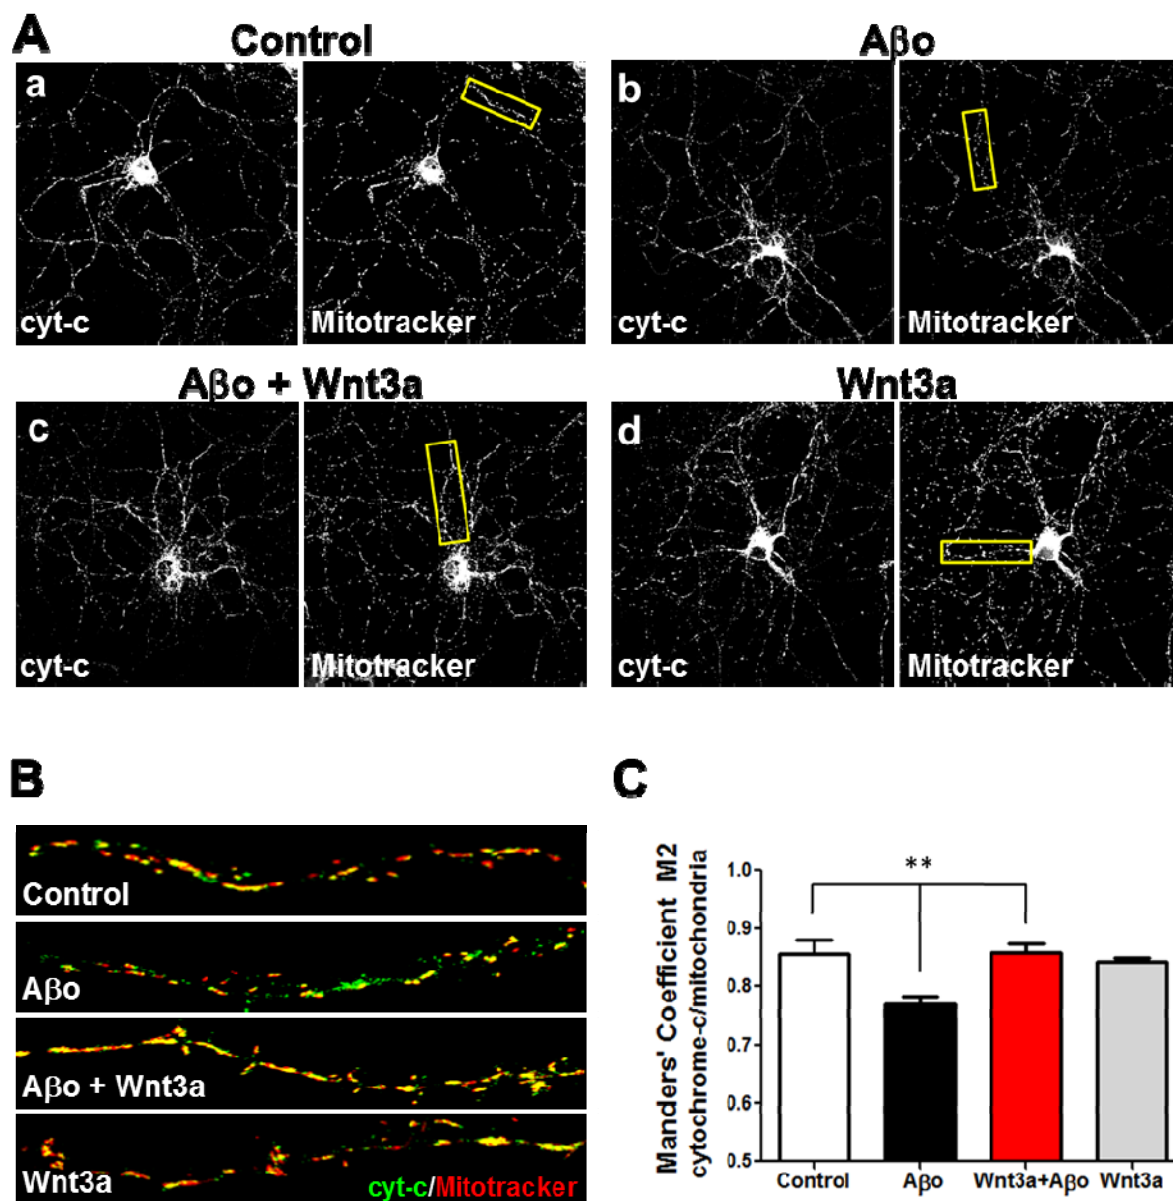 A
Control
Aβo
a
b
cyt-c
Mitotracker
cyt-c
Mitotracker
Aβo + Wnt3a
Wnt3a
c
d
cyt-c
Mitotracker
cyt-c
Mitotracker
B
Control
Aβo
Aβo + Wnt3a
Wnt3a
cyt-c/Mitotracker
C
Manders' Coefficient M2
cytochrome-c/mitochondria
**
1.0
0.9
0.8
0.7
0.6
0.5
Control
Aβo
Wnt3a+Aβo
Wnt3a